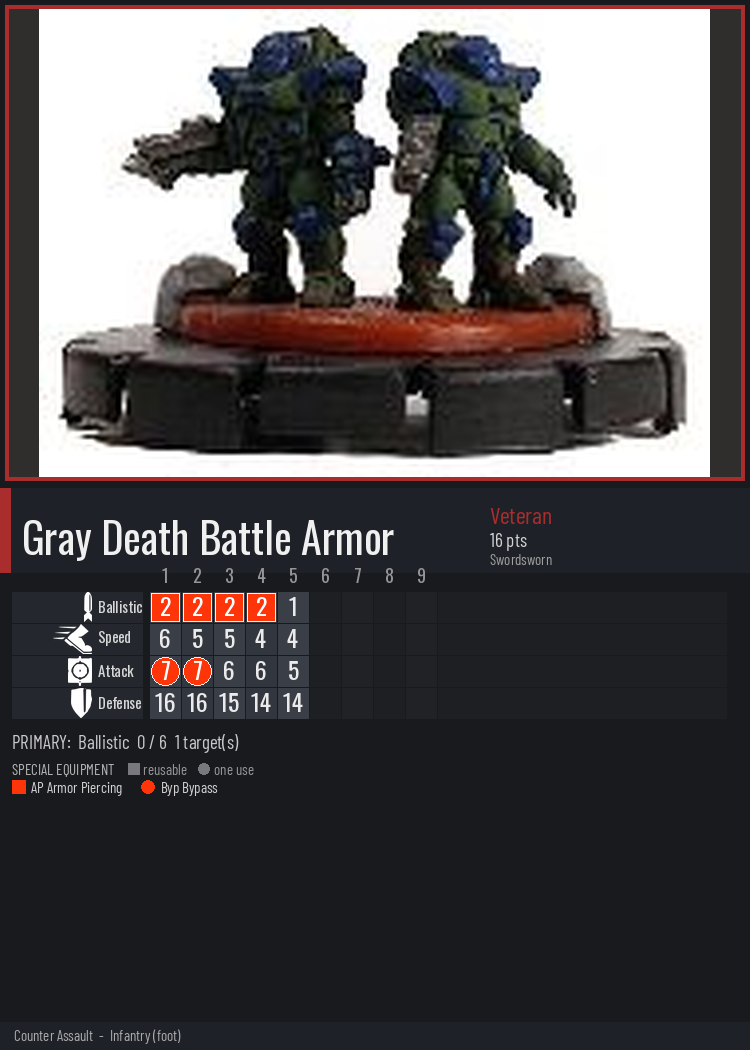 Gray Death Battle Armor
Veteran
16 pts
Swordsworn
1 2 3 4 5 6 7 8 9
Ballistic 2 2 2 2 1
Speed 6 5 5 4 4
Attack 7 7 6 6 5
Defense 16 16 15 14 14
PRIMARY: Ballistic 0 / 6 1 target(s)
SPECIAL EQUIPMENT reusable one use
AP Armor Piercing Byp Bypass
Counter Assault - Infantry (foot)